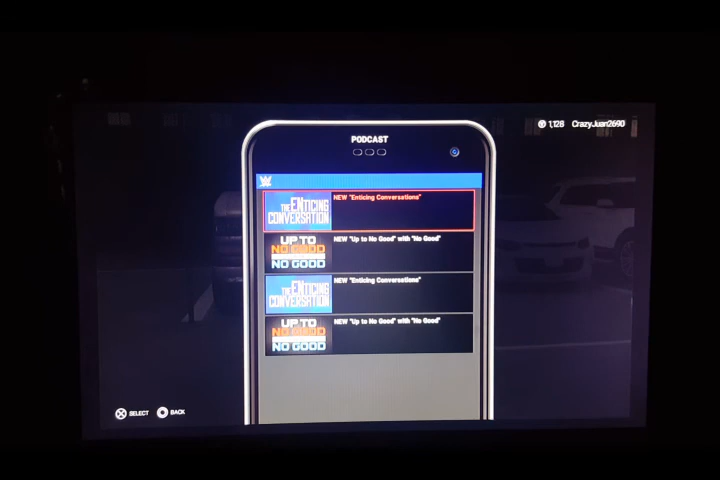 PODCAST
1,128 CrazyJuan2690
THE ENTICING
CONVERSATION
NEW "Enticing Conversations"
UP TO
NO GOOD
NO GOOD
NEW "Up to No Good" with "No Good"
THE ENTICING
CONVERSATION
NEW "Enticing Conversations"
UP TO
NO GOOD
NO GOOD
NEW "Up to No Good" with "No Good"
SELECT BACK